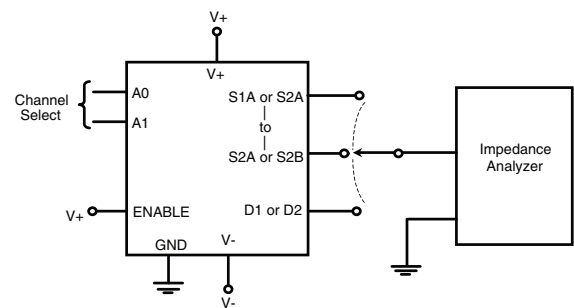 V+
V+
Channel
Select
A0
A1
S1A or S2A
to
S2A or S2B
Impedance
Analyzer
V+
ENABLE
D1 or D2
GND
V-
V-